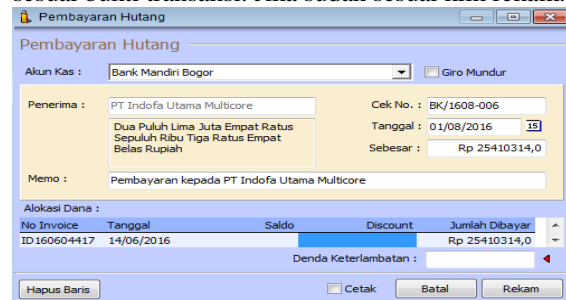 Pembayaran Hutang
Pembayaran Hutang
Akun Kas : Bank Mandiri Bogor Giro Mundur
Penerima : PT Indofa Utama Multicore Cek No. : BK/1608-006
Dua Puluh Lima Juta Empat Ratus Sepuluh Ribu Tiga Ratus Empat Belas Rupiah
Tanggal : 01/08/2016 15
Sebesar : Rp 25410314,0
Memo : Pembayaran kepada PT Indofa Utama Multicore
Alokasi Dana :
No Invoice Tanggal Saldo Discount Jumlah Dibayar
ID160604417 14/06/2016 Rp 25410314,0
Denda Keterlambatan :
Hapus Baris Cetak Batal Rekam